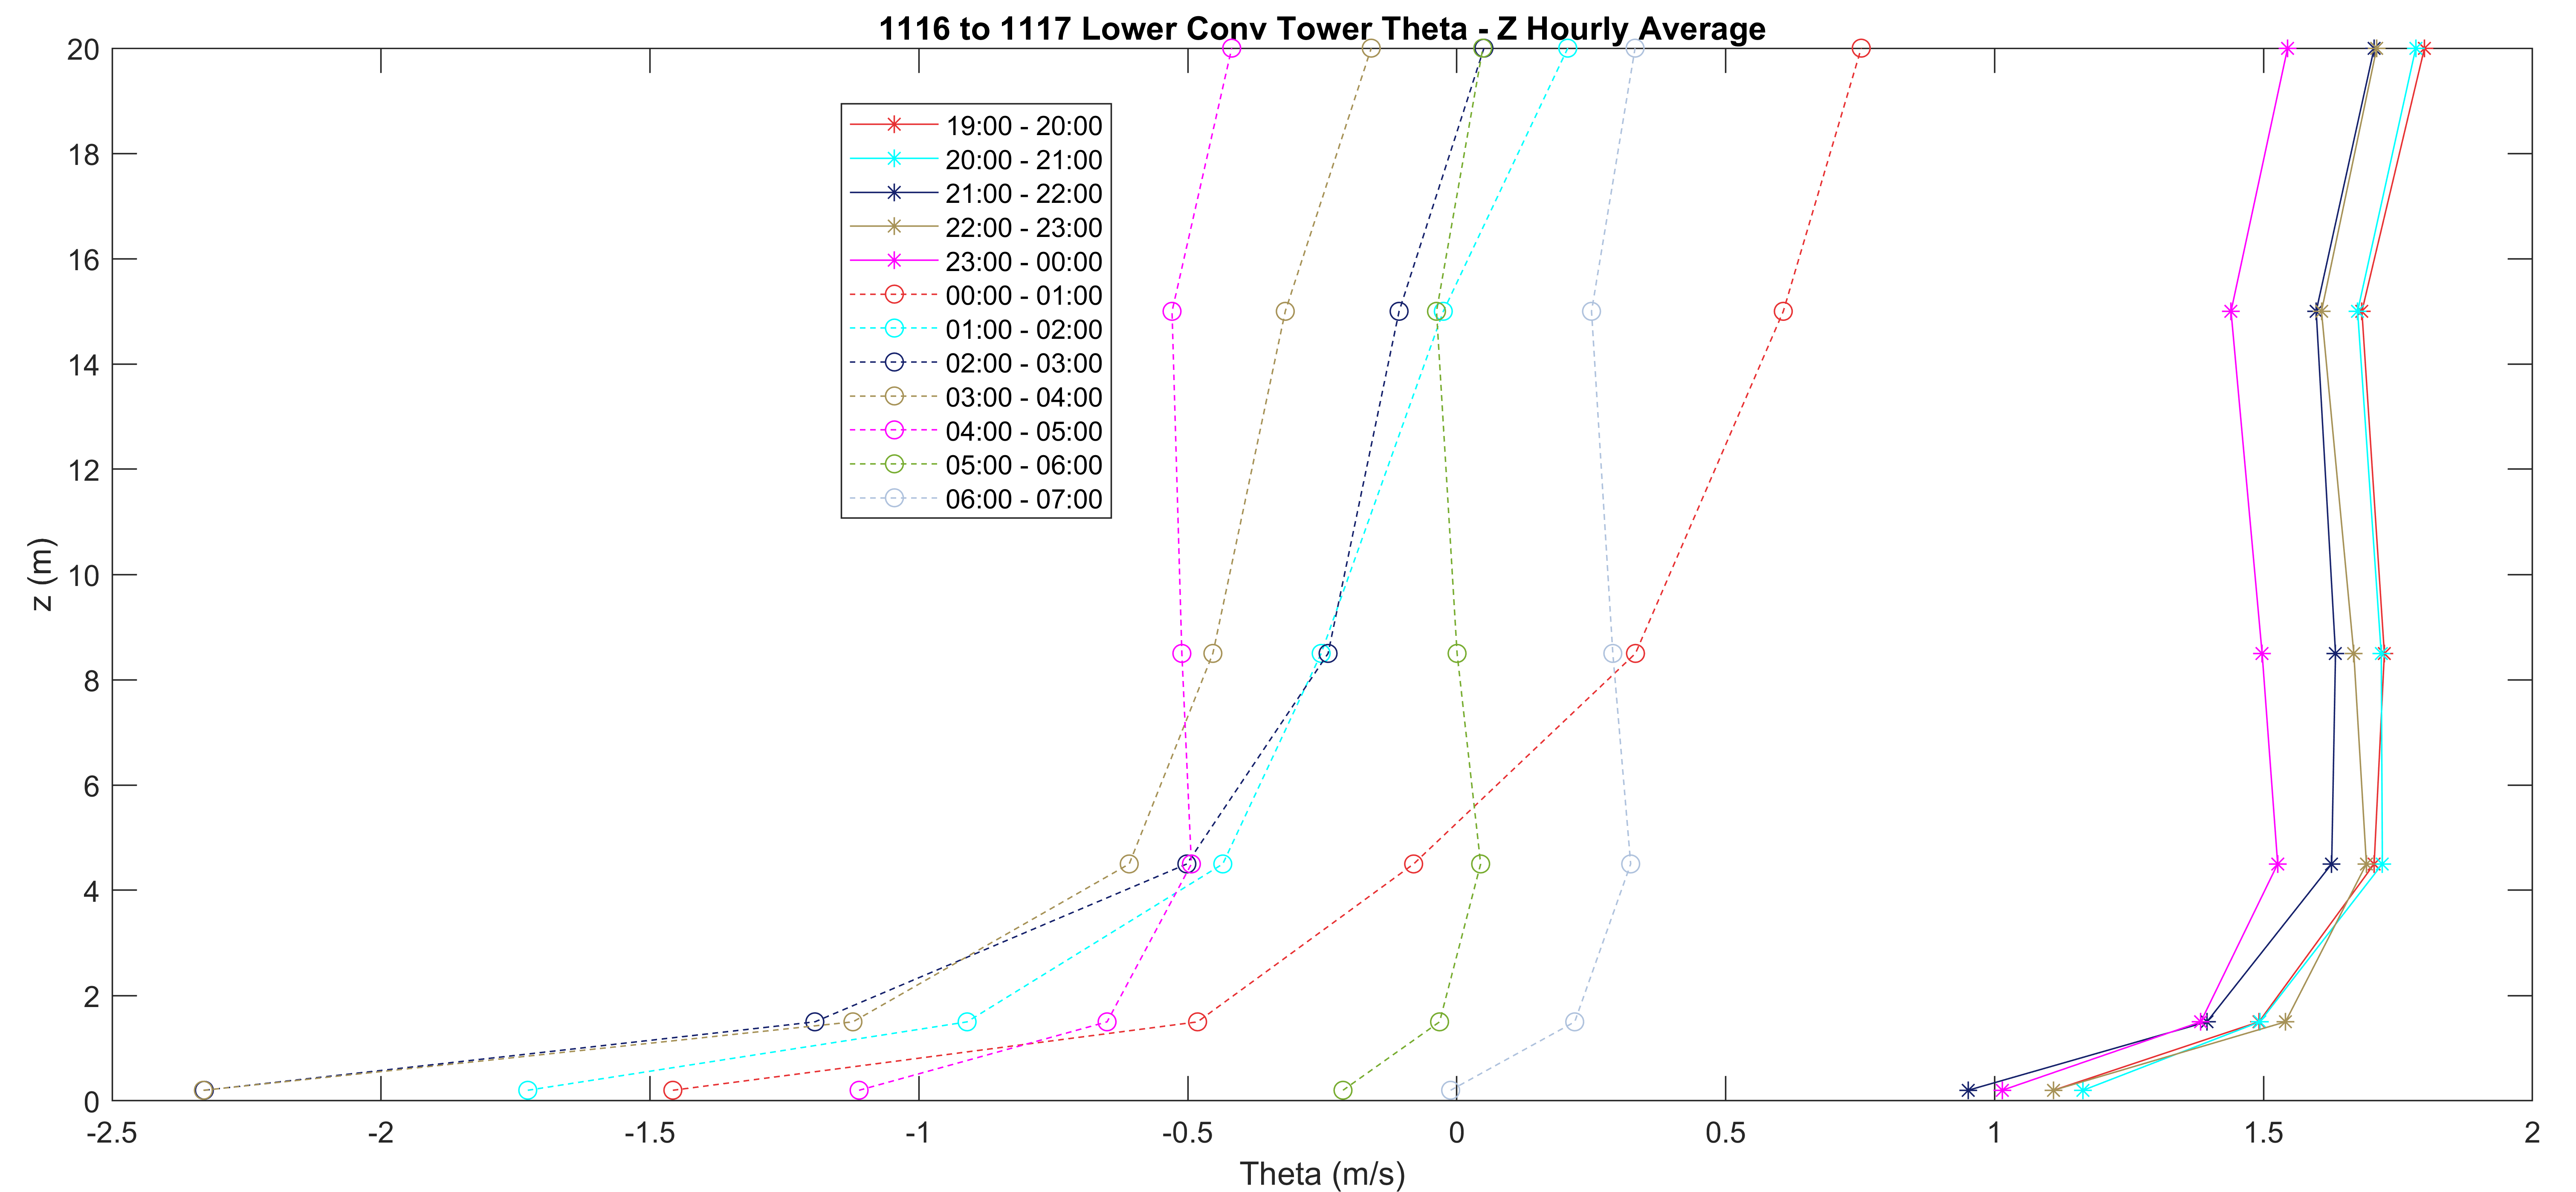 1116 to 1117 Lower Conv Tower Theta - Z Hourly Average
20
18
16
14
12
10
8
6
4
2
0
z (m)
19:00 - 20:00
20:00 - 21:00
21:00 - 22:00
22:00 - 23:00
23:00 - 00:00
00:00 - 01:00
01:00 - 02:00
02:00 - 03:00
03:00 - 04:00
04:00 - 05:00
05:00 - 06:00
06:00 - 07:00
-2.5 -2 -1.5 -1 -0.5 0 0.5 1 1.5 2
Theta (m/s)